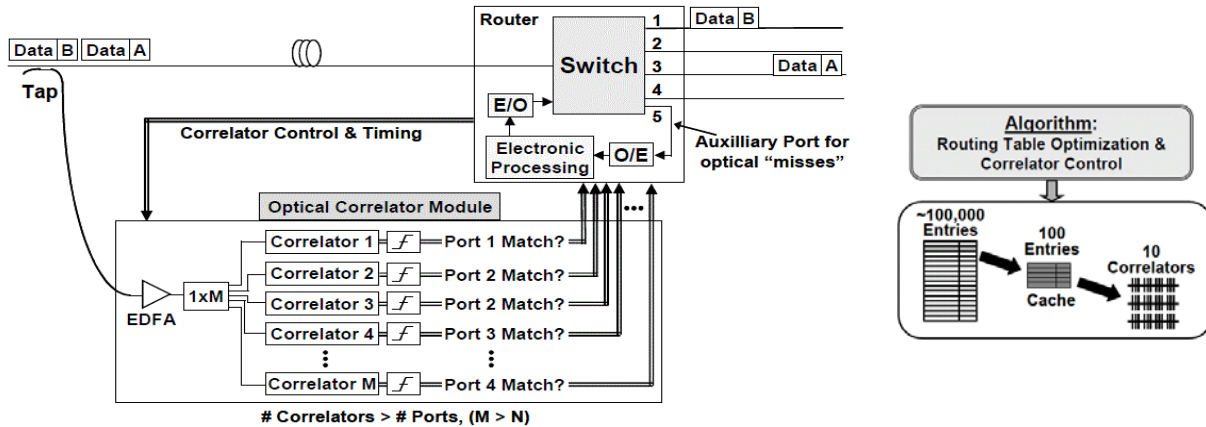 Router
1
Data B
2
Data B
Data A
Switch
3
Data A
Tap
4
E/O
5
Correlator Control & Timing
Auxilliary Port for
optical “misses”
Electronic
Processing
O/E
Optical Correlator Module
...
Correlator 1
Port 1 Match?
Correlator 2
Port 2 Match?
1xM
Correlator 3
Port 2 Match?
EDFA
Correlator 4
Port 3 Match?
Correlator M
Port 4 Match?
# Correlators > # Ports, (M > N)
Algorithm:
Routing Table Optimization &
Correlator Control
~100,000
Entries
100
Entries
10
Correlators
Cache